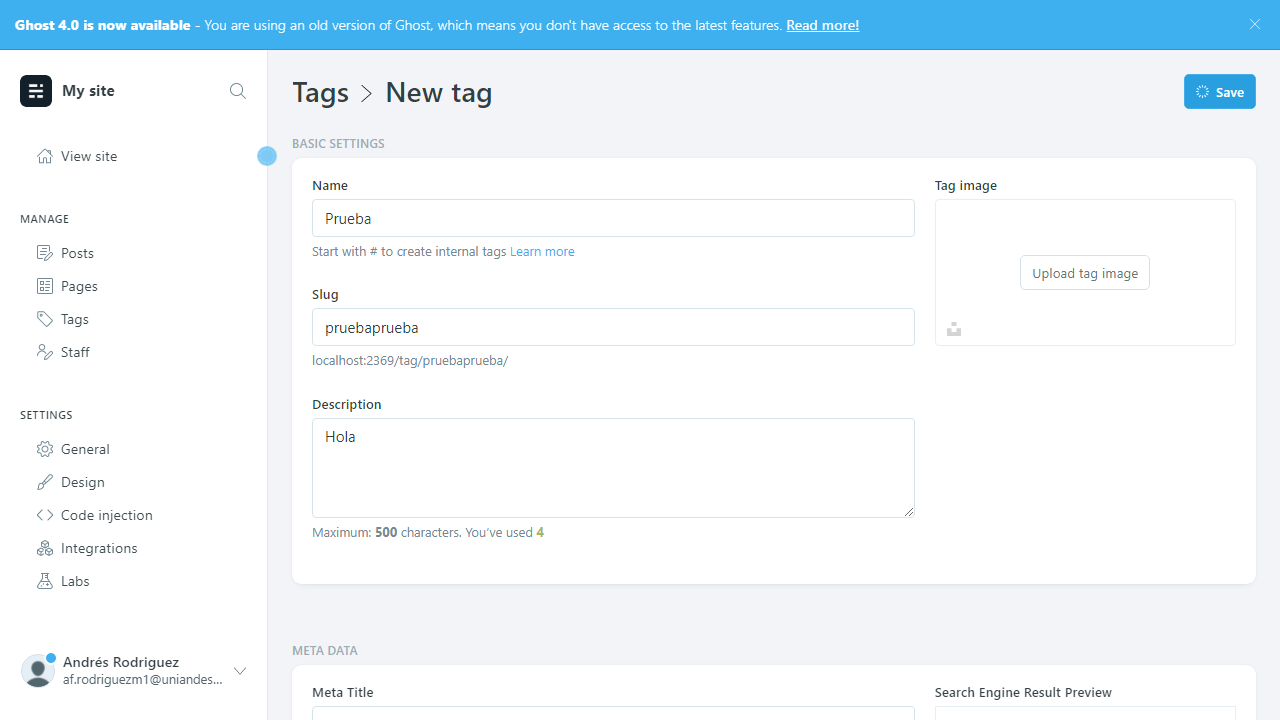 Ghost 4.0 is now available - You are using an old version of Ghost, which means you don't have access to the latest features. Read more!
My site
View site
MANAGE
Posts
Pages
Tags
Staff
SETTINGS
General
Design
Code injection
Integrations
Labs
Andrés Rodriguez
af.rodriguezm1@uniandes...
Tags > New tag
Save
BASIC SETTINGS
Name
Prueba
Start with # to create internal tags Learn more
Slug
pruebaprueba
localhost:2369/tag/pruebaprueba/
Description
Hola
Maximum: 500 characters. You’ve used 4
Tag image
Upload tag image
META DATA
Meta Title
Search Engine Result Preview